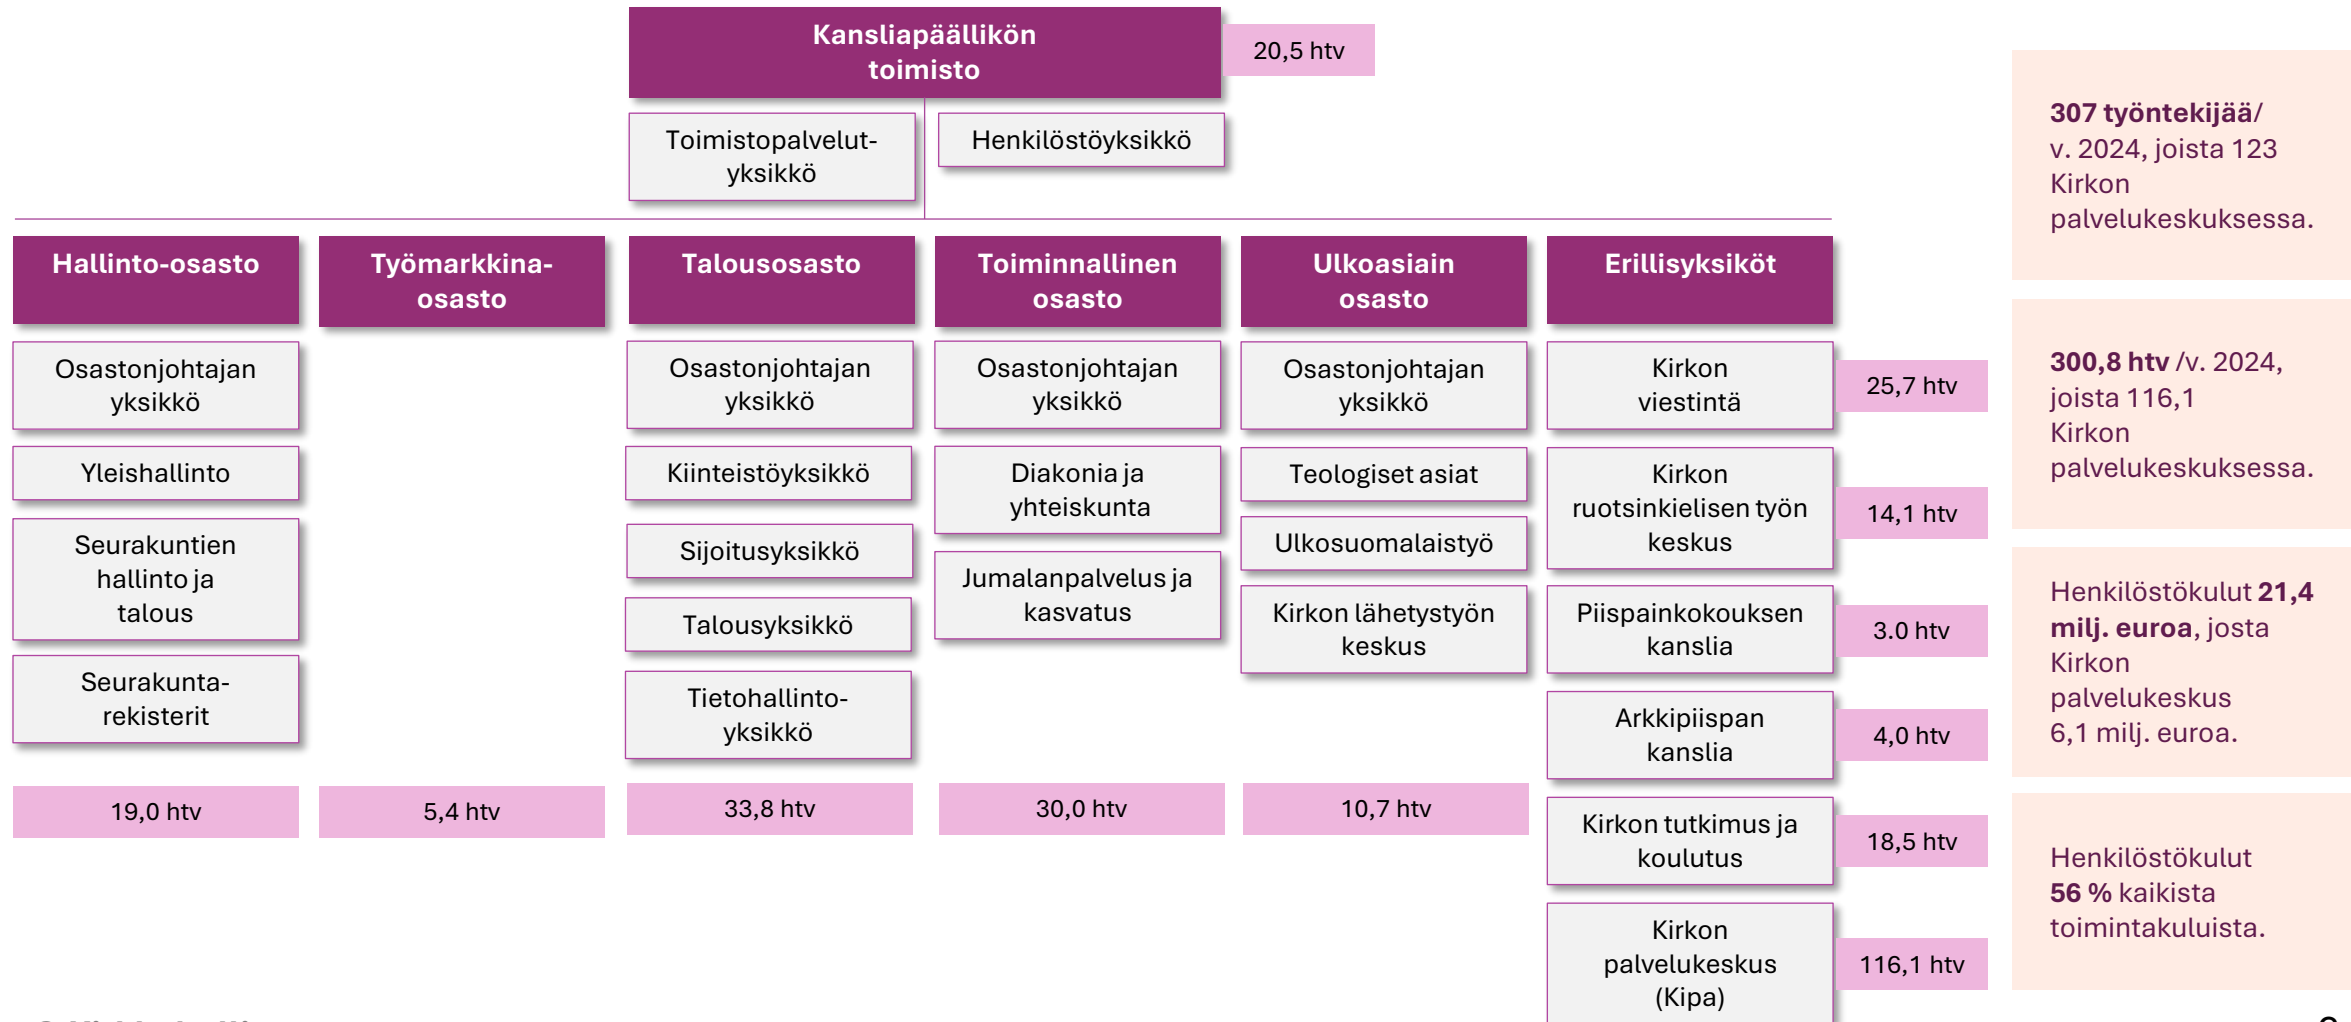 Kansliapäällikön
toimisto
20,5 htv
Toimistopalvelut-
yksikkö
Henkilöstöyksikkö
Hallinto-osasto
Osastonjohtajan
yksikkö
Yleishallinto
Seurakuntien
hallinto ja
talous
Seurakunta-
rekisterit
19,0 htv
Työmarkkina-
osasto
5,4 htv
Talousosasto
Osastonjohtajan
yksikkö
Kiinteistöyksikkö
Sijoitusyksikkö
Talousyksikkö
Tietohallinto-
yksikkö
33,8 htv
Toiminnallinen
osasto
Osastonjohtajan
yksikkö
Diakonia ja
yhteiskunta
Jumalanpalvelus ja
kasvatus
30,0 htv
Ulkoasiain
osasto
Osastonjohtajan
yksikkö
Teologiset asiat
Ulkosuomalaistyö
Kirkon lähetystyön
keskus
10,7 htv
Erillisyksiköt
Kirkon
viestintä
25,7 htv
Kirkon
ruotsinkielisen työn
keskus
14,1 htv
Piispainkokouksen
kanslia
3.0 htv
Arkkipiispan
kanslia
4,0 htv
Kirkon tutkimus ja
koulutus
18,5 htv
Kirkon
palvelukeskus
(Kipa)
116,1 htv
307 työntekijää/
v. 2024, joista 123
Kirkon
palvelukeskuksessa.
300,8 htv /v. 2024,
joista 116,1
Kirkon
palvelukeskuksessa.
Henkilöstökulut 21,4
milj. euroa, josta
Kirkon
palvelukeskus
6,1 milj. euroa.
Henkilöstökulut
56 % kaikista
toimintakuluista.